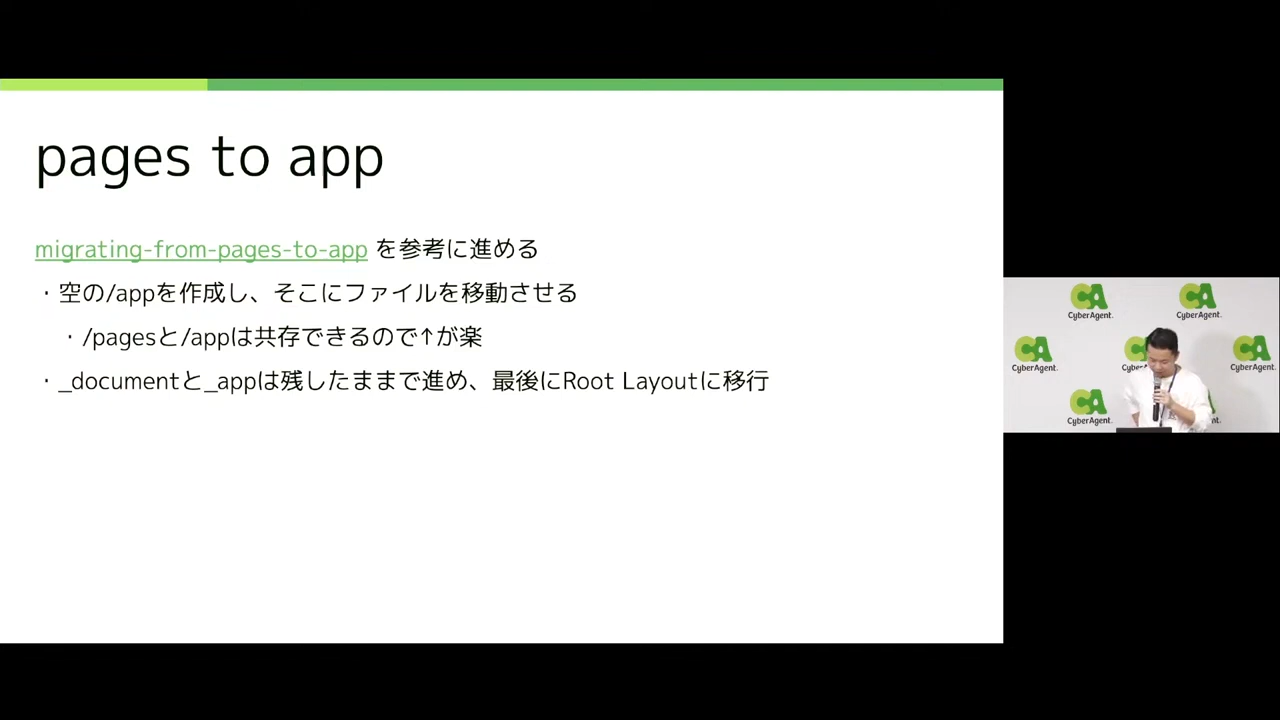 pages to app
migrating-from-pages-to-app を参考に進める
・空の/appを作成し、そこにファイルを移動させる
・/pagesと/appは共存できるので↑が楽
・_documentと_appは残したままで進め、最後にRoot Layoutに移行
CyberAgent.
CyberAgent.
CyberAgent.
CyberAgent.
CyberAgent.